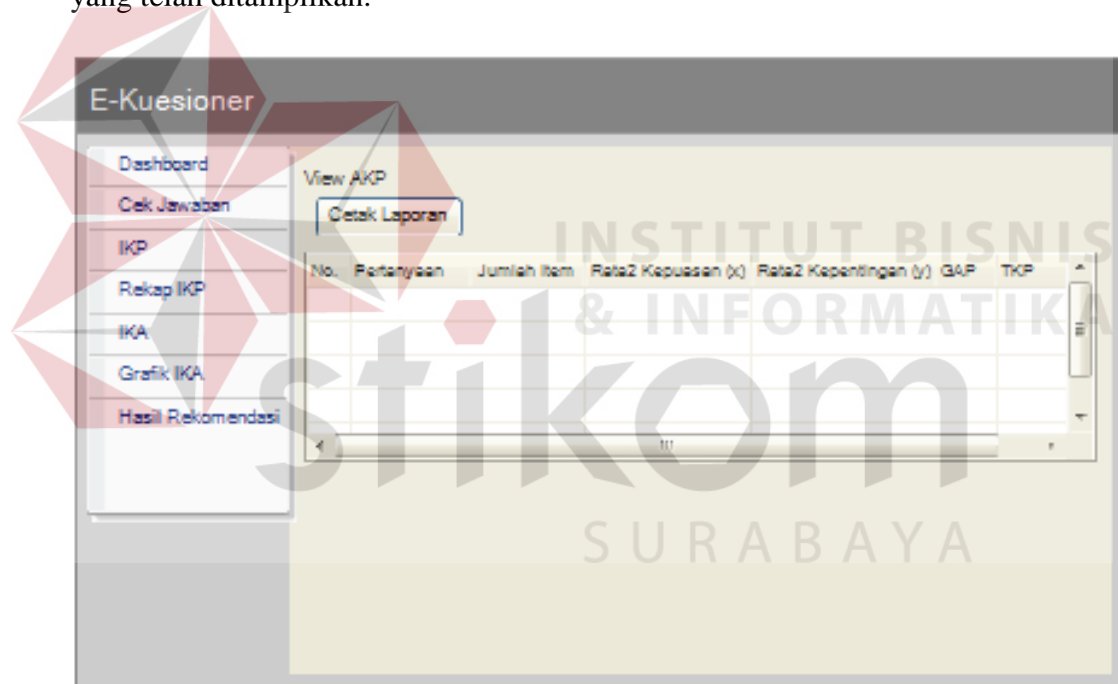 yang telah ditampilkan.
E-Kuesioner
Dashboard
Cek Jawaban
IKP
Rekap IKP
IKA
Grafik IKA
Hasil Rekomendasi
View AKP
Cetak Laporan
No. Pertanyaan Jumlah Item Rata2 Kepuasan (x) Rata2 Kepentingan (y) GAP TKP
INSTITUT BISNIS
& INFORMATIKA
stikom
SURABAYA